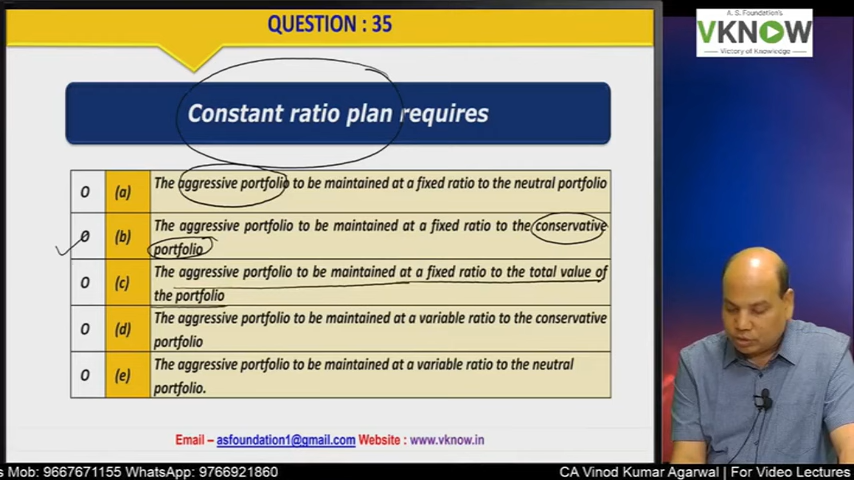 QUESTION : 35
A. S. Foundation's
VKNOW
Victory of Knowledge
Constant ratio plan requires
O (a) The aggressive portfolio to be maintained at a fixed ratio to the neutral portfolio
O (b) The aggressive portfolio to be maintained at a fixed ratio to the conservative
portfolio
O (c) The aggressive portfolio to be maintained at a fixed ratio to the total value of
the portfolio
O (d) The aggressive portfolio to be maintained at a variable ratio to the conservative
portfolio
O (e) The aggressive portfolio to be maintained at a variable ratio to the neutral
portfolio.
Email – asfoundation1@gmail.com Website : www.vknow.in
s Mob: 9667671155 WhatsApp: 9766921860
CA Vinod Kumar Agarwal | For Video Lectures